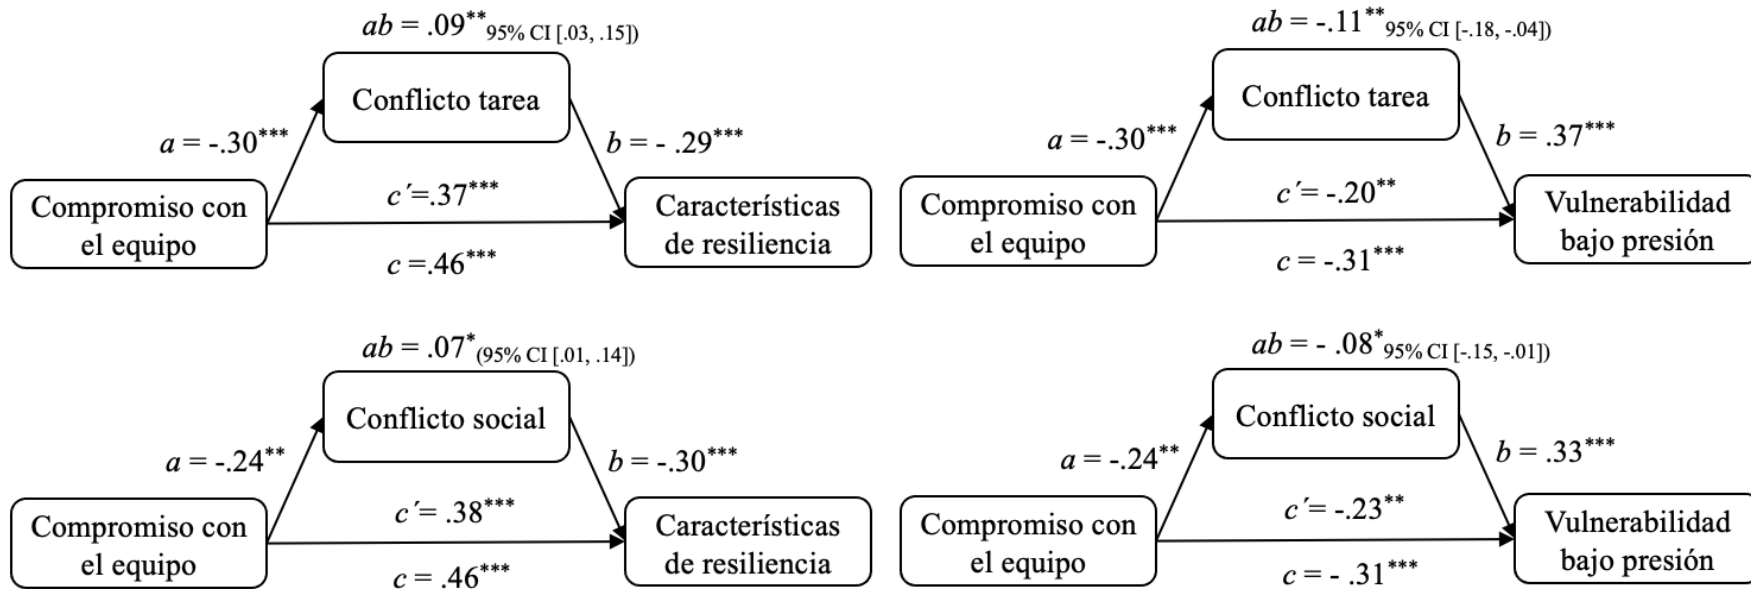 ab = .09** 95% CI [.03, .15])
Conflicto tarea
a = -.30***
b = - .29***
Compromiso con
el equipo
c´=.37***
c =.46***
Características
de resiliencia
ab = -.11** 95% CI [-.18, -.04])
Conflicto tarea
a = -.30***
b = .37***
Compromiso con
el equipo
c´= -.20**
c = -.31***
Vulnerabilidad
bajo presión
ab = .07* (95% CI [.01, .14])
Conflicto social
a = -.24**
b = -.30***
Compromiso con
el equipo
c´= .38***
c = .46***
Características
de resiliencia
ab = - .08* 95% CI [-.15, -.01])
Conflicto social
a = -.24**
b = .33***
Compromiso con
el equipo
c´= -.23**
c = - .31***
Vulnerabilidad
bajo presión